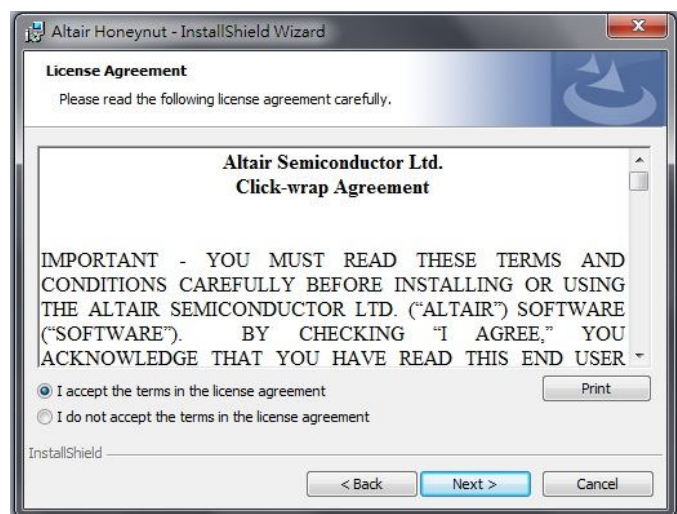 Altair Honeynut - InstallShield Wizard
License Agreement
Please read the following license agreement carefully.
Altair Semiconductor Ltd.
Click-wrap Agreement
IMPORTANT - YOU MUST READ THESE TERMS AND
CONDITIONS CAREFULLY BEFORE INSTALLING OR USING
THE ALTAIR SEMICONDUCTOR LTD. (“ALTAIR”) SOFTWARE
(“SOFTWARE”). BY CHECKING “I AGREE,” YOU
ACKNOWLEDGE THAT YOU HAVE READ THIS END USER
I accept the terms in the license agreement
Print
I do not accept the terms in the license agreement
InstallShield
< Back Next > Cancel